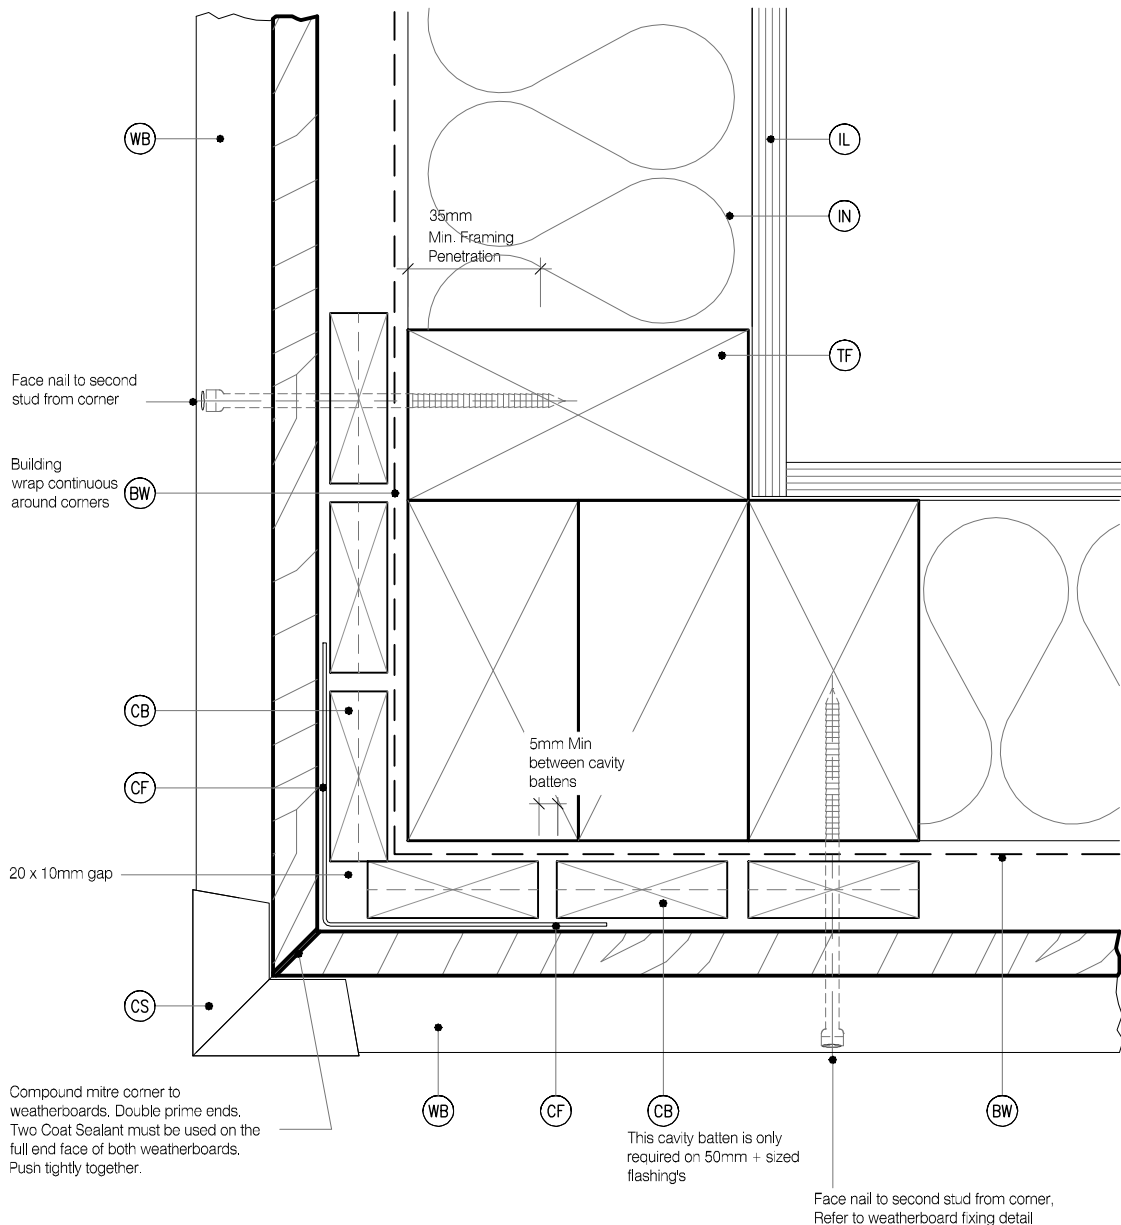 WB
IL
IN
35mm
Min. Framing
Penetration
TF
Face nail to second
stud from corner
Building
wrap continuous
around corners
BW
CB
5mm Min
between cavity
battens
CF
20 x 10mm gap
CS
Compound mitre corner to
weatherboards. Double prime ends.
Two Coat Sealant must be used on the
full end face of both weatherboards.
Push tightly together.
WB
CF
CB
BW
This cavity batten is only
required on 50mm + sized
flashing's
Face nail to second stud from corner,
Refer to weatherboard fixing detail